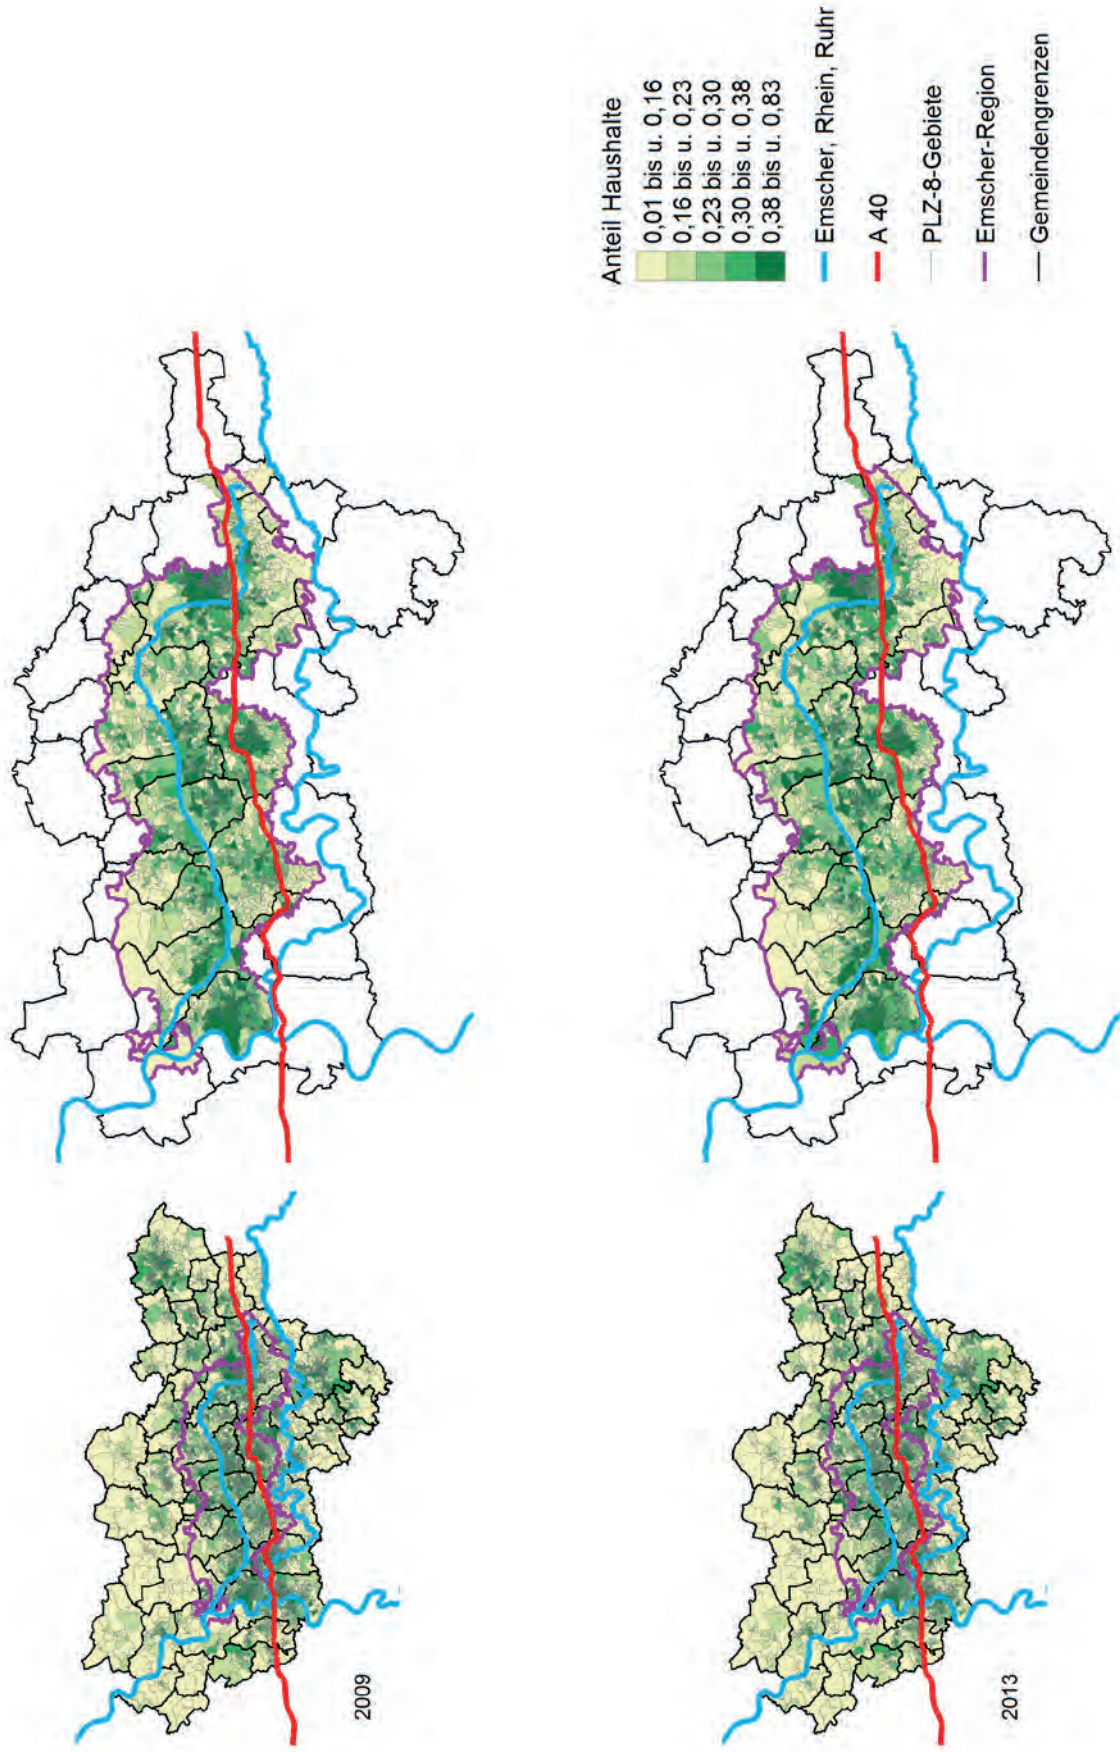 2009
2013
Anteil Haushalte
0,01 bis u. 0,16
0,16 bis u. 0,23
0,23 bis u. 0,30
0,30 bis u. 0,38
0,38 bis u. 0,83
Emscher, Rhein, Ruhr
A 40
PLZ-8-Gebiete
Emscher-Region
Gemeindengrenzen